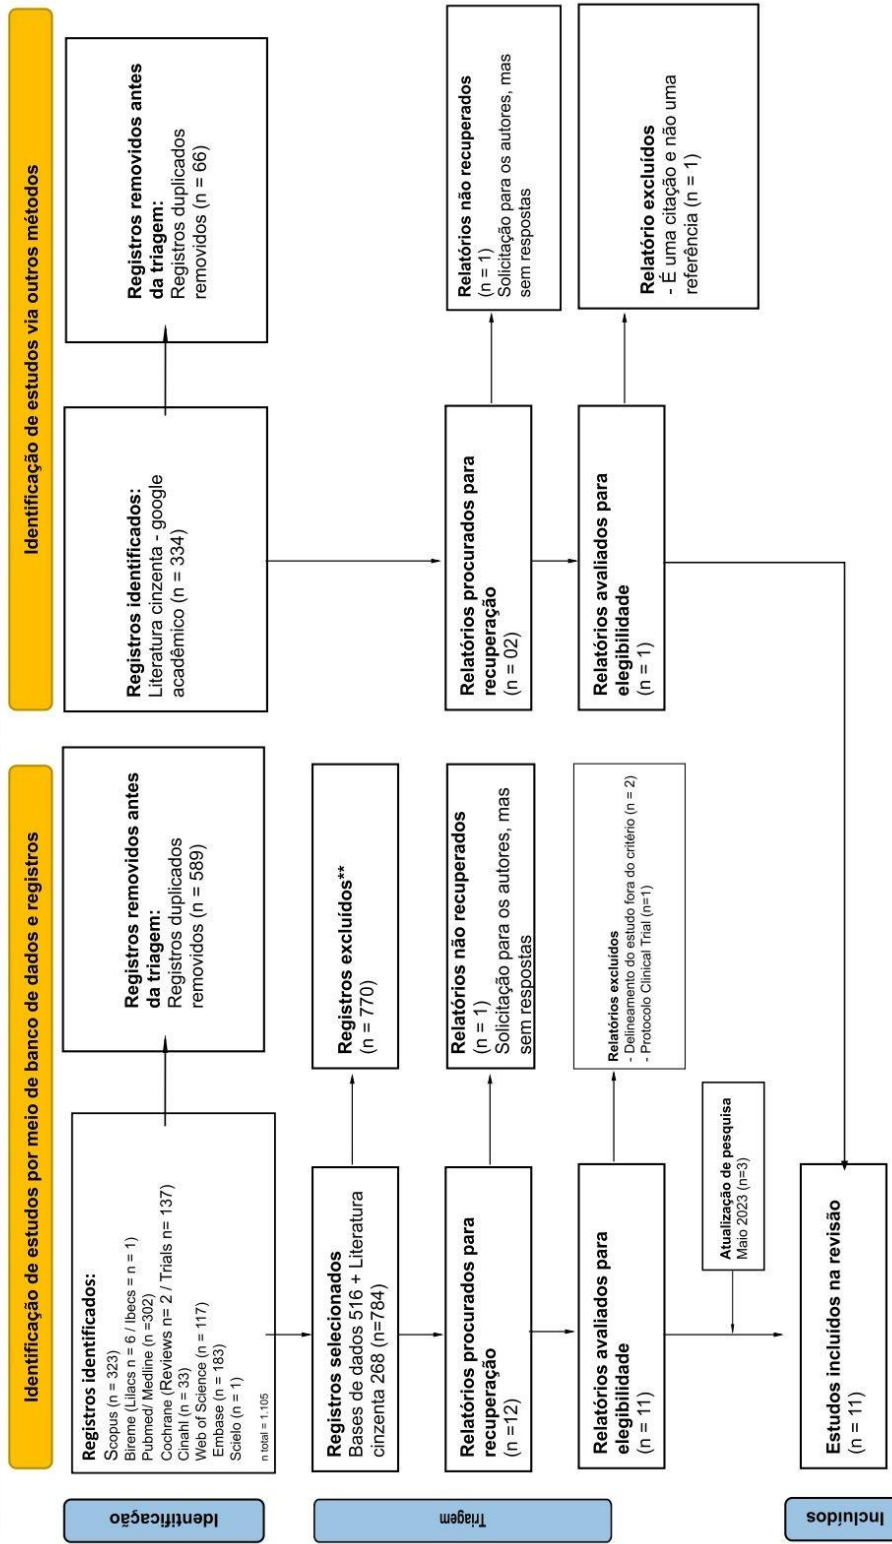 Identificação de estudos por meio de banco de dados e registros
Identificação de estudos via outros métodos
Identificação
Registros identificados:
Scopus (n = 323)
Bireme (Lilacs n = 6 / Ibecs = n = 1)
Pubmed/ Medline (n =302)
Cochrane (Reviews n= 2 / Trials n= 137)
Cinahl (n = 33)
Web of Science (n = 117)
Embase (n = 183)
Scielo (n = 1)
n total = 1.105
Registros removidos antes
da triagem:
Registros duplicados
removidos (n = 589)
Registros identificados:
Literatura cinzenta - google
acadêmico (n = 334)
Registros removidos antes
da triagem:
Registros duplicados
removidos (n = 66)
Triagem
Registros selecionados
Bases de dados 516 + Literatura
cinzenta 268 (n=784)
Registros excluídos**
(n = 770)
Relatórios procurados para
recuperação
(n =12)
Relatórios não recuperados
(n = 1)
Solicitação para os autores, mas
sem respostas
Relatórios procurados para
recuperação
(n = 02)
Relatórios não recuperados
(n = 1)
Solicitação para os autores, mas
sem respostas
Relatórios avaliados para
elegibilidade
(n = 11)
Relatórios excluídos
- Delineamento do estudo fora do critério (n = 2)
- Protocolo Clinical Trial (n=1)
Relatórios avaliados para
elegibilidade
(n = 1)
Relatório excluídos
- É uma citação e não uma
referência (n = 1)
Atualização de pesquisa
Maio 2023 (n=3)
Incluídos
Estudos incluídos na revisão
(n = 11)